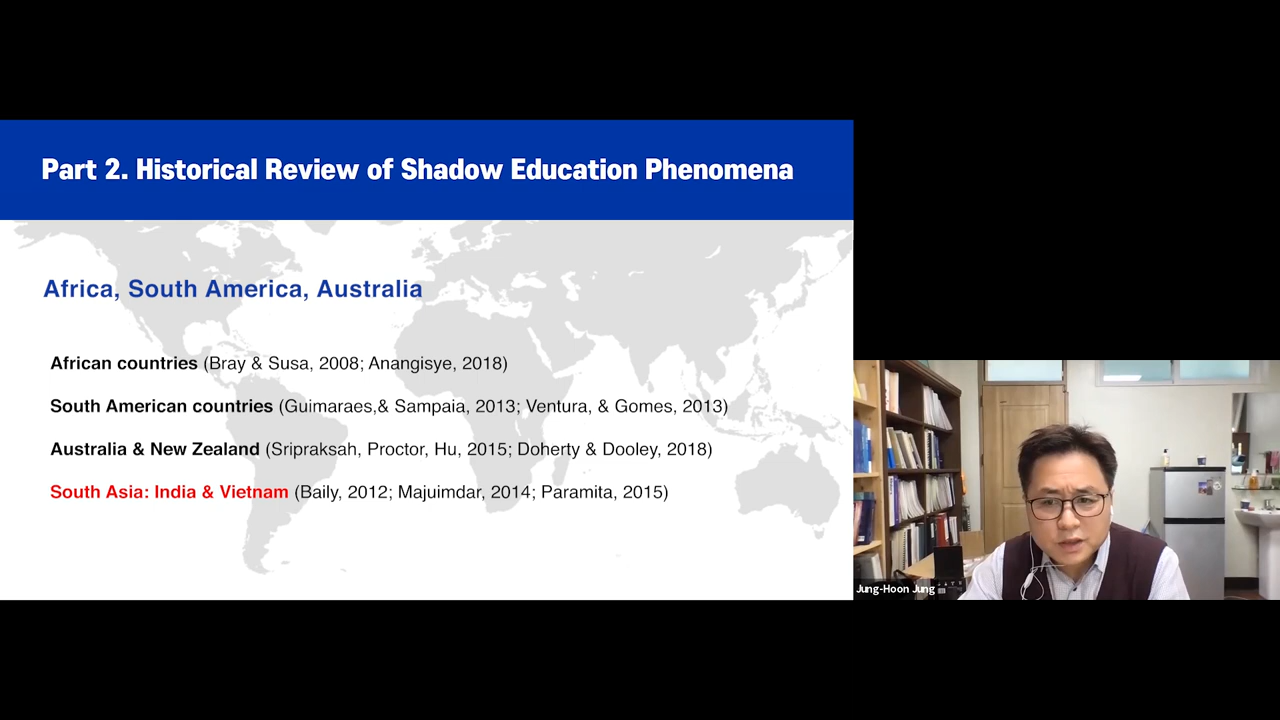 Part 2. Historical Review of Shadow Education Phenomena
Africa, South America, Australia
African countries (Bray & Susa, 2008; Anangisye, 2018)
South American countries (Guimaraes,& Sampaia, 2013; Ventura, & Gomes, 2013)
Australia & New Zealand (Sripraksah, Proctor, Hu, 2015; Doherty & Dooley, 2018)
South Asia: India & Vietnam (Baily, 2012; Majuimdar, 2014; Paramita, 2015)
Jung-Hoon Jung